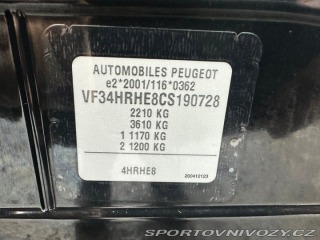 AUTOMOBILES PEUGEOT
e2*2001/116*0362
VF34HRHE8CS190728
2210 KG
3610 KG
1 1170 KG
2 1200 KG
4HRHE8
200412123
SPORTOVNIVOZY.CZ